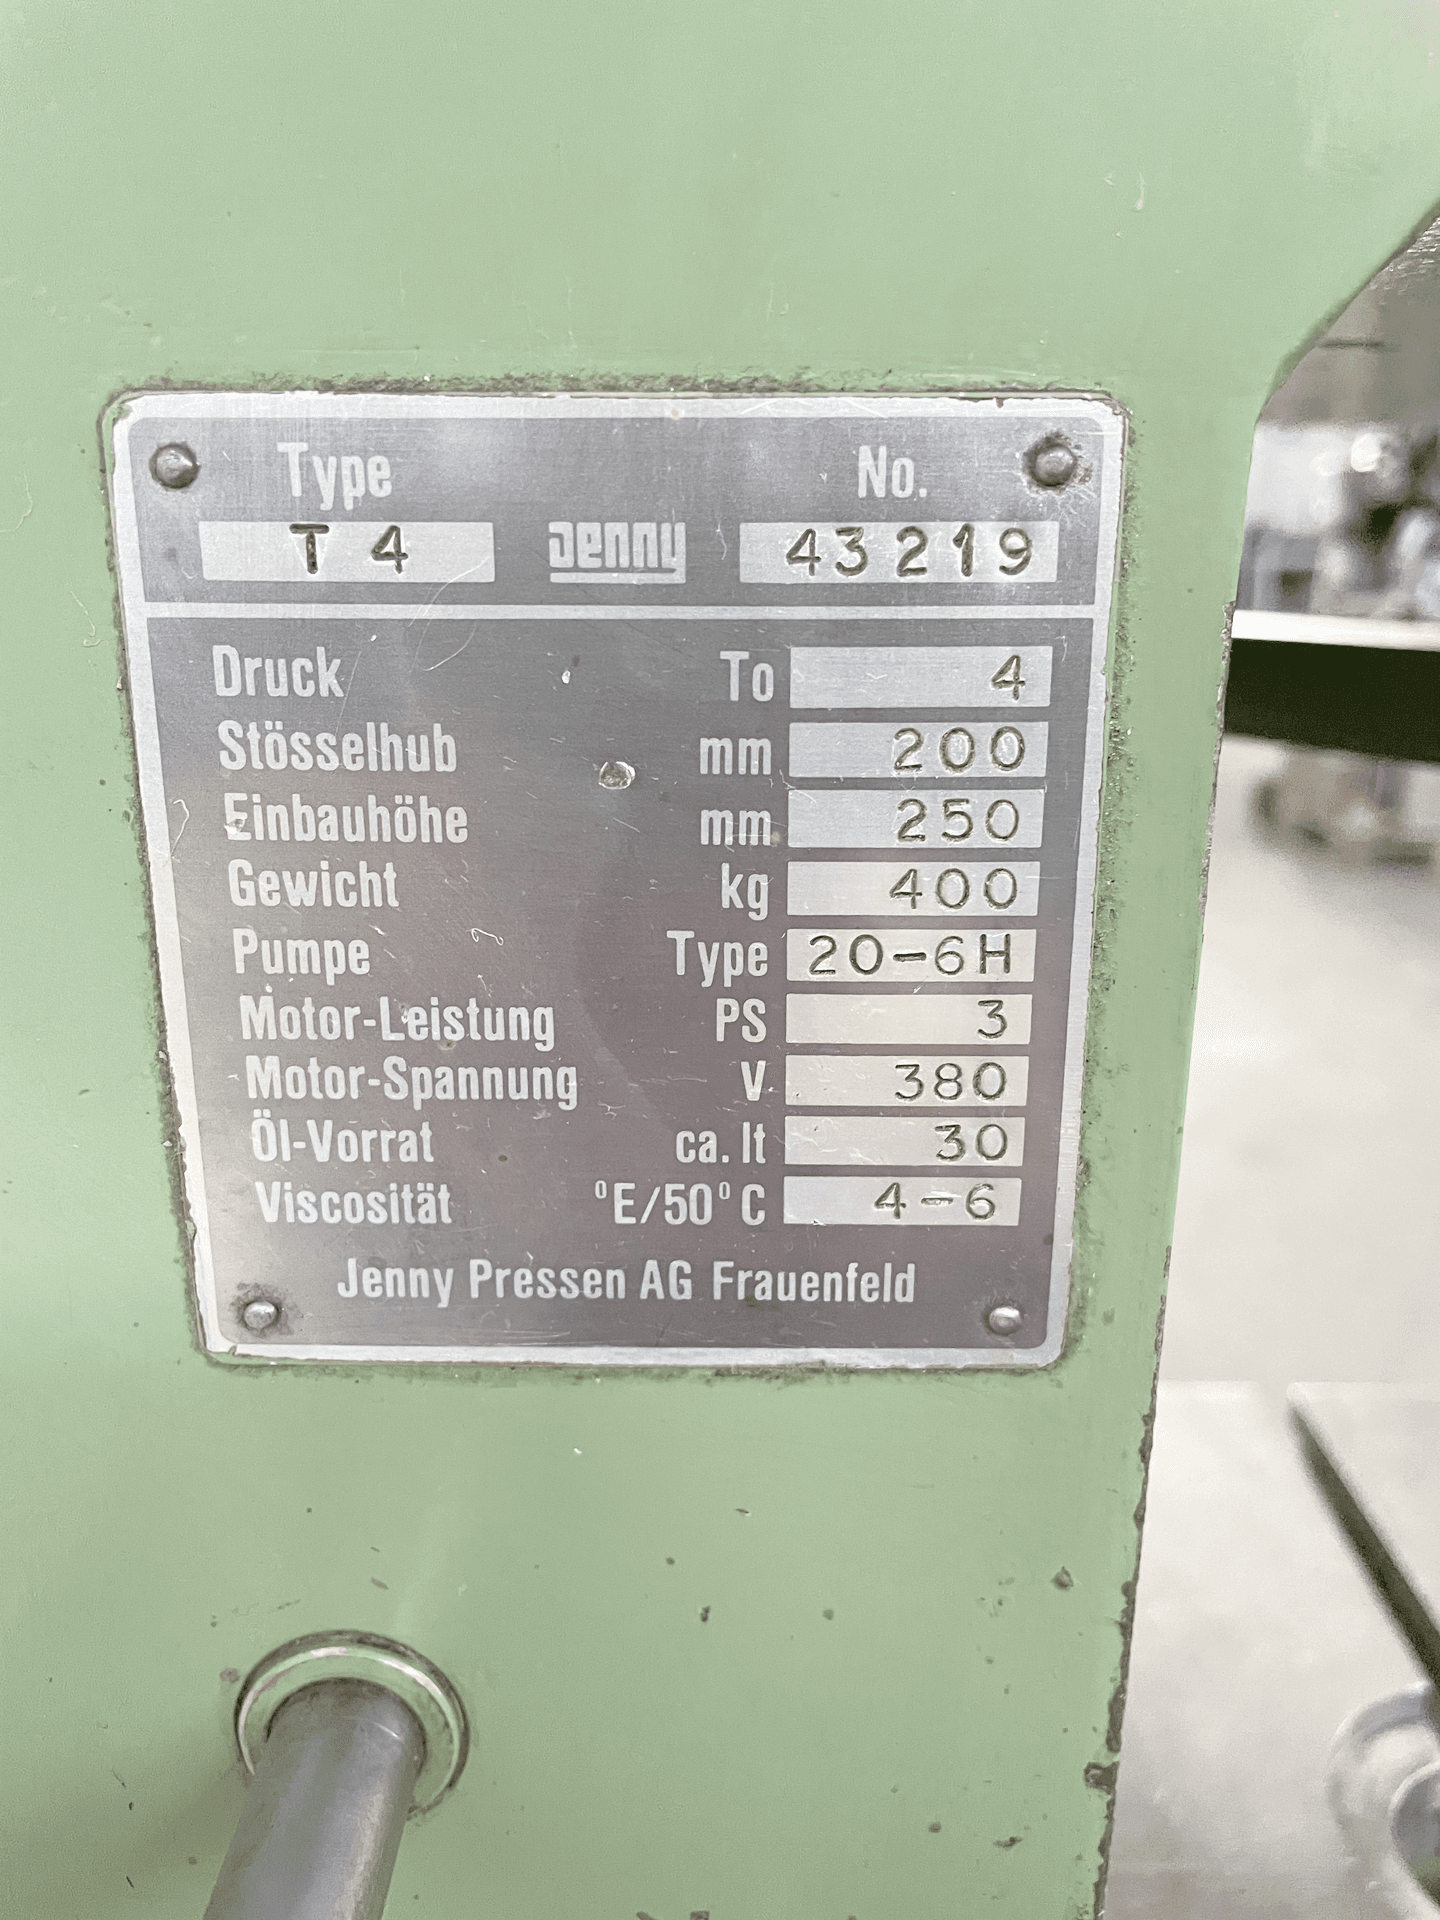 Type No.
T 4 Jenny 43219
Druck To 4
Stösselhub mm 200
Einbauhöhe mm 250
Gewicht kg 400
Pumpe Type 20-6H
Motor-Leistung PS 3
Motor-Spannung V 380
Öl-Vorrat ca. lt 30
Viscosität °E/50°C 4-6
Jenny Pressen AG Frauenfeld